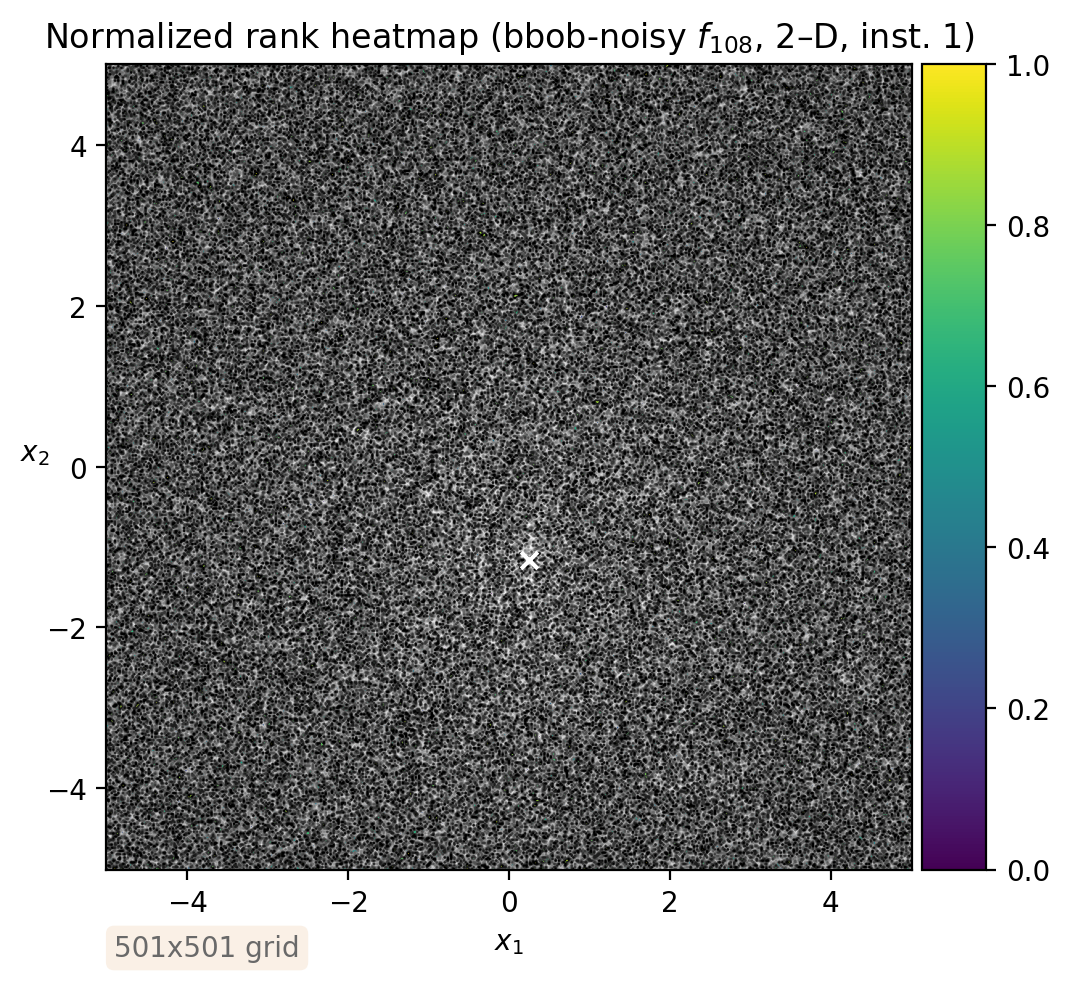 Normalized rank heatmap (bbob-noisy f₁₀₈, 2–D, inst. 1)
1.0
0.8
0.6
0.4
0.2
0.0
4
2
0
−2
−4
x₂
−4 −2 0 2 4
x₁
501x501 grid